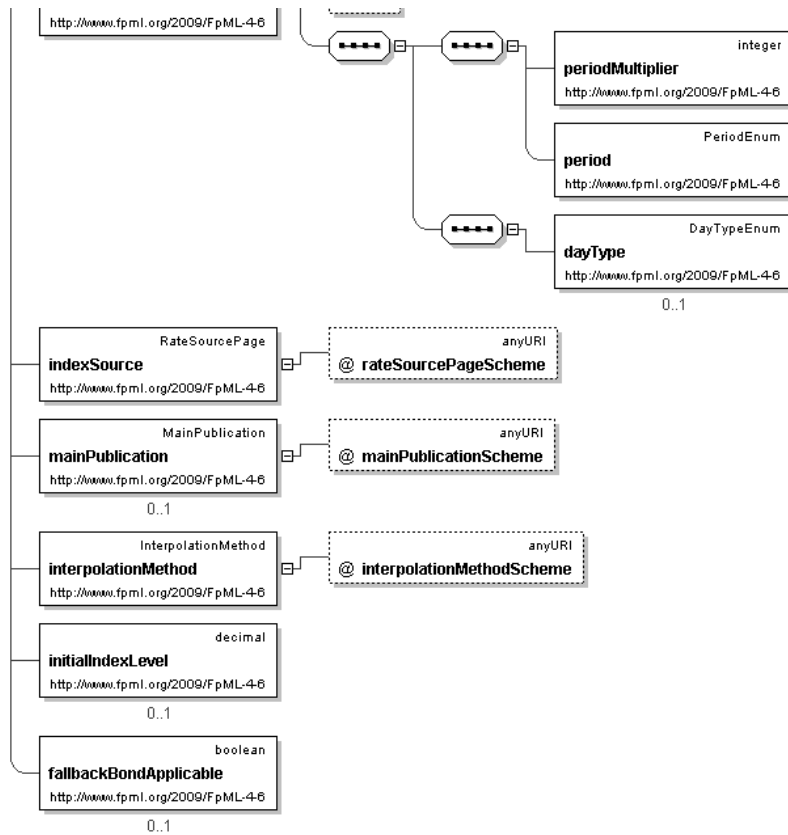 http://www.fpml.org/2009/FpML-4-6
integer
periodMultiplier
http://www.fpml.org/2009/FpML-4-6
PeriodEnum
period
http://www.fpml.org/2009/FpML-4-6
DayTypeEnum
dayType
http://www.fpml.org/2009/FpML-4-6
0..1
RateSourcePage
indexSource
http://www.fpml.org/2009/FpML-4-6
anyURI
@ rateSourcePageScheme
MainPublication
mainPublication
http://www.fpml.org/2009/FpML-4-6
0..1
anyURI
@ mainPublicationScheme
InterpolationMethod
interpolationMethod
http://www.fpml.org/2009/FpML-4-6
anyURI
@ interpolationMethodScheme
decimal
initialIndexLevel
http://www.fpml.org/2009/FpML-4-6
0..1
boolean
fallbackBondApplicable
http://www.fpml.org/2009/FpML-4-6
0..1